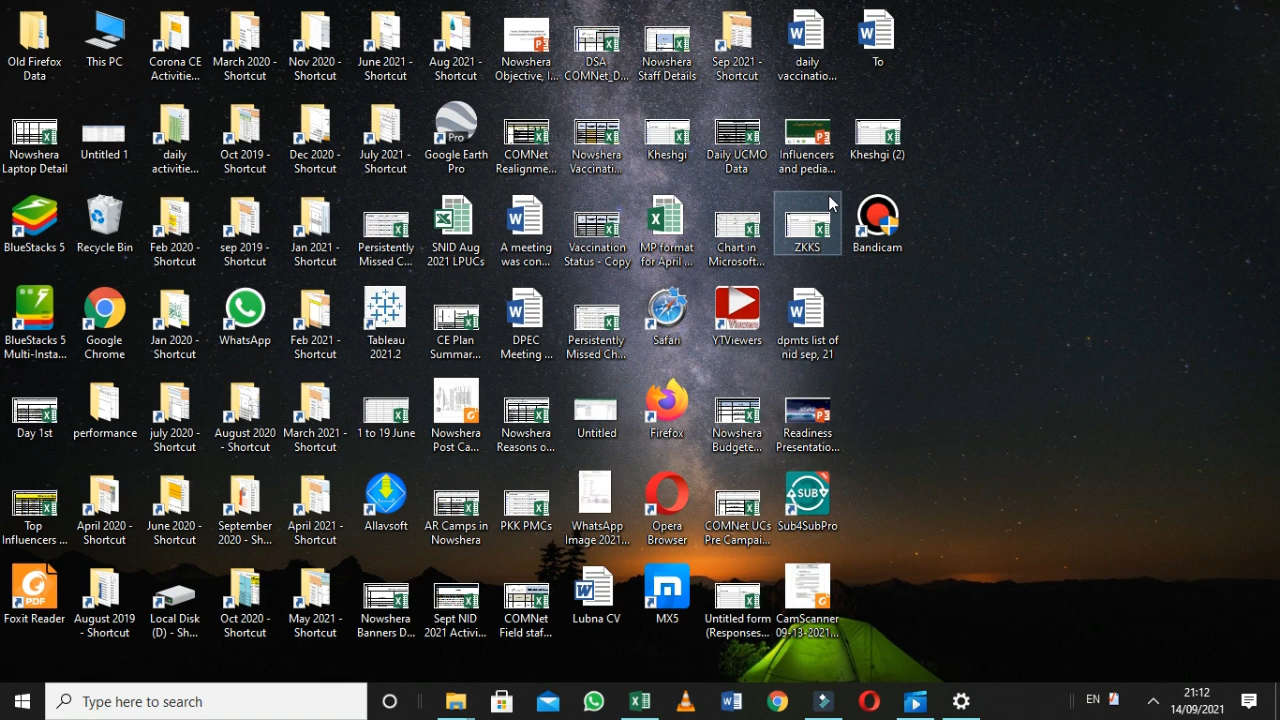 Old Firefox
Data
This PC
Corona CE
Activitie...
March 2020 -
Shortcut
Nov 2020 -
Shortcut
June 2021 -
Shortcut
Aug 2021 -
Shortcut
Nowshera
Objective, I...
DSA
COMNet_D...
Nowshera
Staff Details
Sep 2021 -
Shortcut
daily
vaccinatio...
To
Nowshera
Laptop Detail
Untitled 1
daily
activitie...
Oct 2019 -
Shortcut
Dec 2020 -
Shortcut
July 2021 -
Shortcut
Pro
Google Earth
Pro
COMNet
Realignme...
Nowshera
Vaccinati...
Kheshgi
Daily UCMO
Data
Influencers
and pedia...
Kheshgi (2)
BlueStacks 5
Recycle Bin
Feb 2020 -
Shortcut
sep 2019 -
Shortcut
Jan 2021 -
Shortcut
Persistently
Missed C...
SNID Aug
2021 LPUCs
A meeting
was con...
Vaccination
Status - Copy
MP format
for April ...
Chart in
Microsoft...
ZKKS
Bandicam
BlueStacks 5
Multi-Insta...
Google
Chrome
Jan 2020 -
Shortcut
WhatsApp
Feb 2021 -
Shortcut
Tableau
2021.2
CE Plan
Summar...
DPEC
Meeting ...
Persistently
Missed Ch...
Safari
YTViewers
dpmts list of
nid sep, 21
Day 1st
performance
july 2020 -
Shortcut
August 2020
- Shortcut
March 2021 -
Shortcut
1 to 19 June
Nowshera
Post Ca...
Nowshera
Reasons o...
Untitled
Firefox
Nowshera
Budgete...
Readiness
Presentatio...
Top
Influencers ...
April 2020 -
Shortcut
June 2020 -
Shortcut
September
2020 - Sh...
April 2021 -
Shortcut
Allavsoft
AR Camps in
Nowshera
PKK PMCs
WhatsApp
Image 2021...
Opera
Browser
COMNet UCs
Pre Campai...
SUB
Sub4SubPro
PDF
Foxit Reader
August 2019
- Shortcut
Local Disk
(D) - Sh...
Oct 2020 -
Shortcut
May 2021 -
Shortcut
Nowshera
Banners D...
Sept NID
2021 Activi...
COMNet
Field staf...
Lubna CV
MX5
Untitled form
(Responses...
CamScanner
09-13-2021...
Type here to search
EN
21:12
14/09/2021